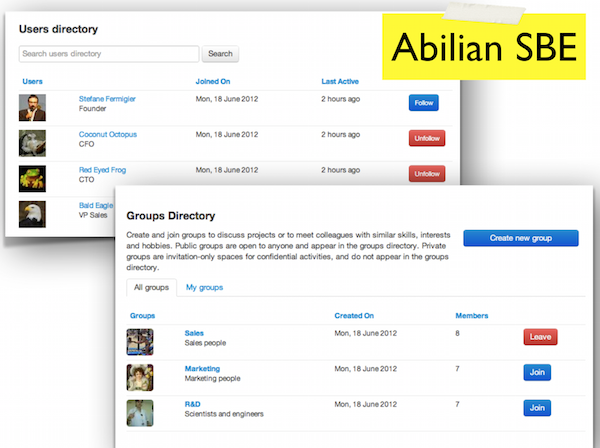 Abilian SBE
Users directory
Search users directory
Search
Users Joined On Last Active
Stefane Fermigier Mon, 18 June 2012 2 hours ago Follow
Founder
Coconut Octopus Mon, 18 June 2012 2 hours ago Unfollow
CFO
Red Eyed Frog Mon, 18 June 2012 2 hours ago Unfollow
CTO
Bald Eagle
VP Sales
Groups Directory
Create and join groups to discuss projects or to meet colleagues with similar skills, interests
and hobbies. Public groups are open to anyone and appear in the groups directory. Private
groups are invitation-only spaces for confidential activities, and do not appear in the groups
directory.
Create new group
All groups My groups
Groups Created On Members
Sales Mon, 18 June 2012 8 Leave
Sales people
Marketing Mon, 18 June 2012 7 Join
Marketing people
R&D Mon, 18 June 2012 7 Join
Scientists and engineers